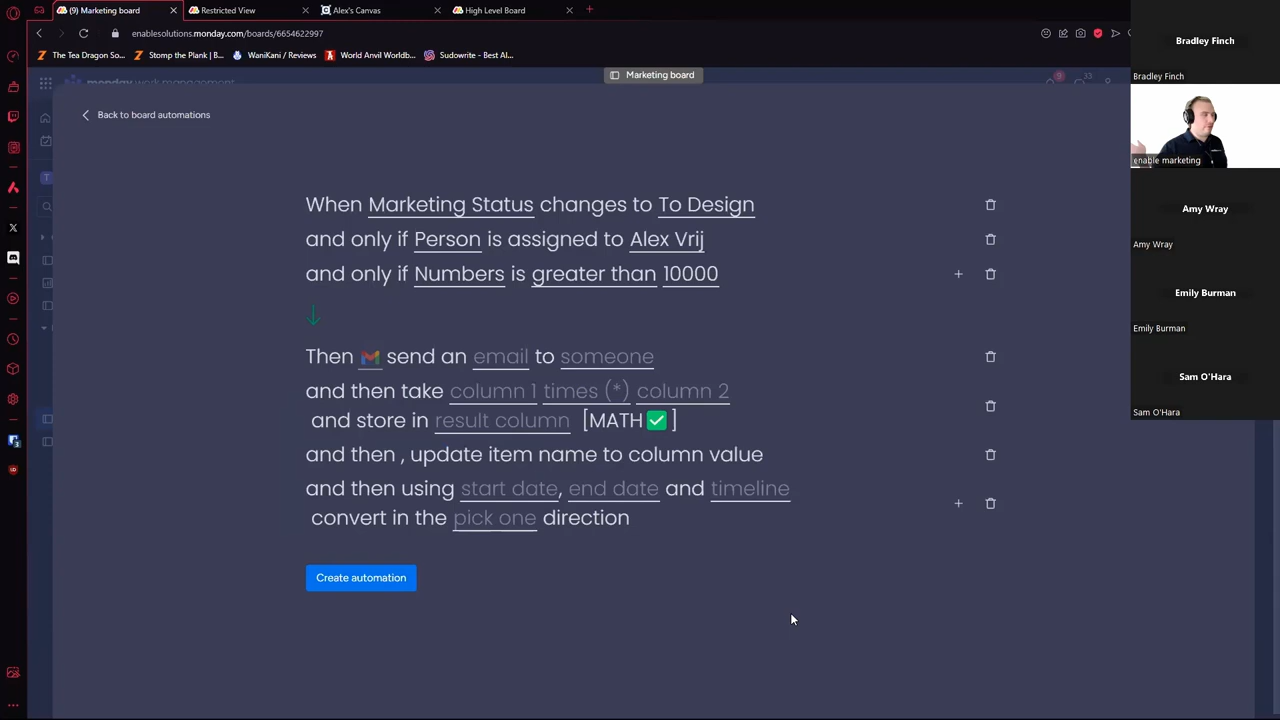 (9) Marketing board
Restricted View
Alex's Canvas
High Level Board
enablesolutions.monday.com/boards/6654622997
The Tea Dragon So...
Stomp the Plank | B...
WaniKani / Reviews
World Anvil Worldb...
Sudowrite - Best AI...
monday work management
Marketing board
9
33
Back to board automations
When Marketing Status changes to To Design
and only if Person is assigned to Alex Vrij
and only if Numbers is greater than 10000
Then send an email to someone
and then take column 1 times (*) column 2
and store in result column [MATH✅]
and then , update item name to column value
and then using start date, end date and timeline
convert in the pick one direction
Create automation
T
Bradley Finch
Bradley Finch
enable marketing
Amy Wray
Amy Wray
Emily Burman
Emily Burman
Sam O'Hara
Sam O'Hara